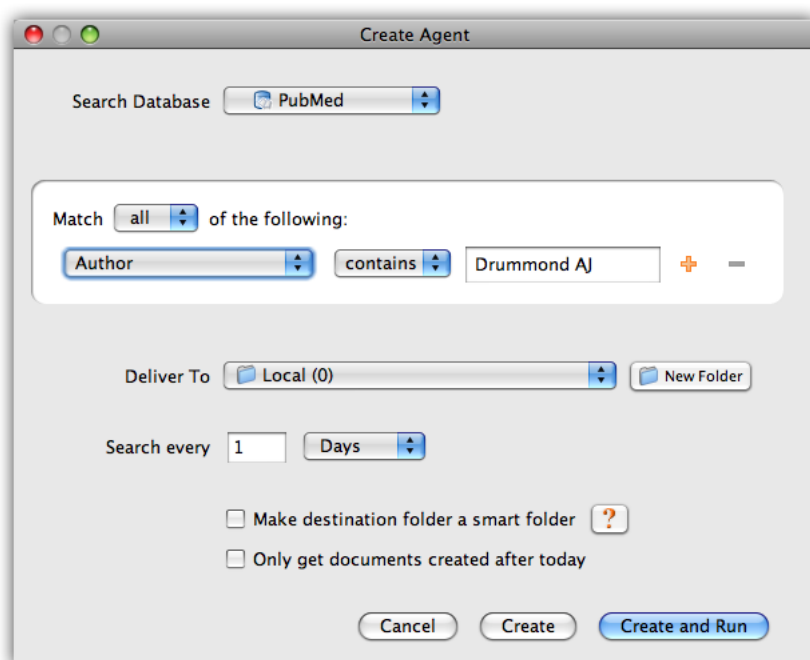 Create Agent
Search Database PubMed
Match all of the following:
Author contains Drummond AJ
Deliver To Local (0) New Folder
Search every 1 Days
Make destination folder a smart folder ?
Only get documents created after today
Cancel Create Create and Run